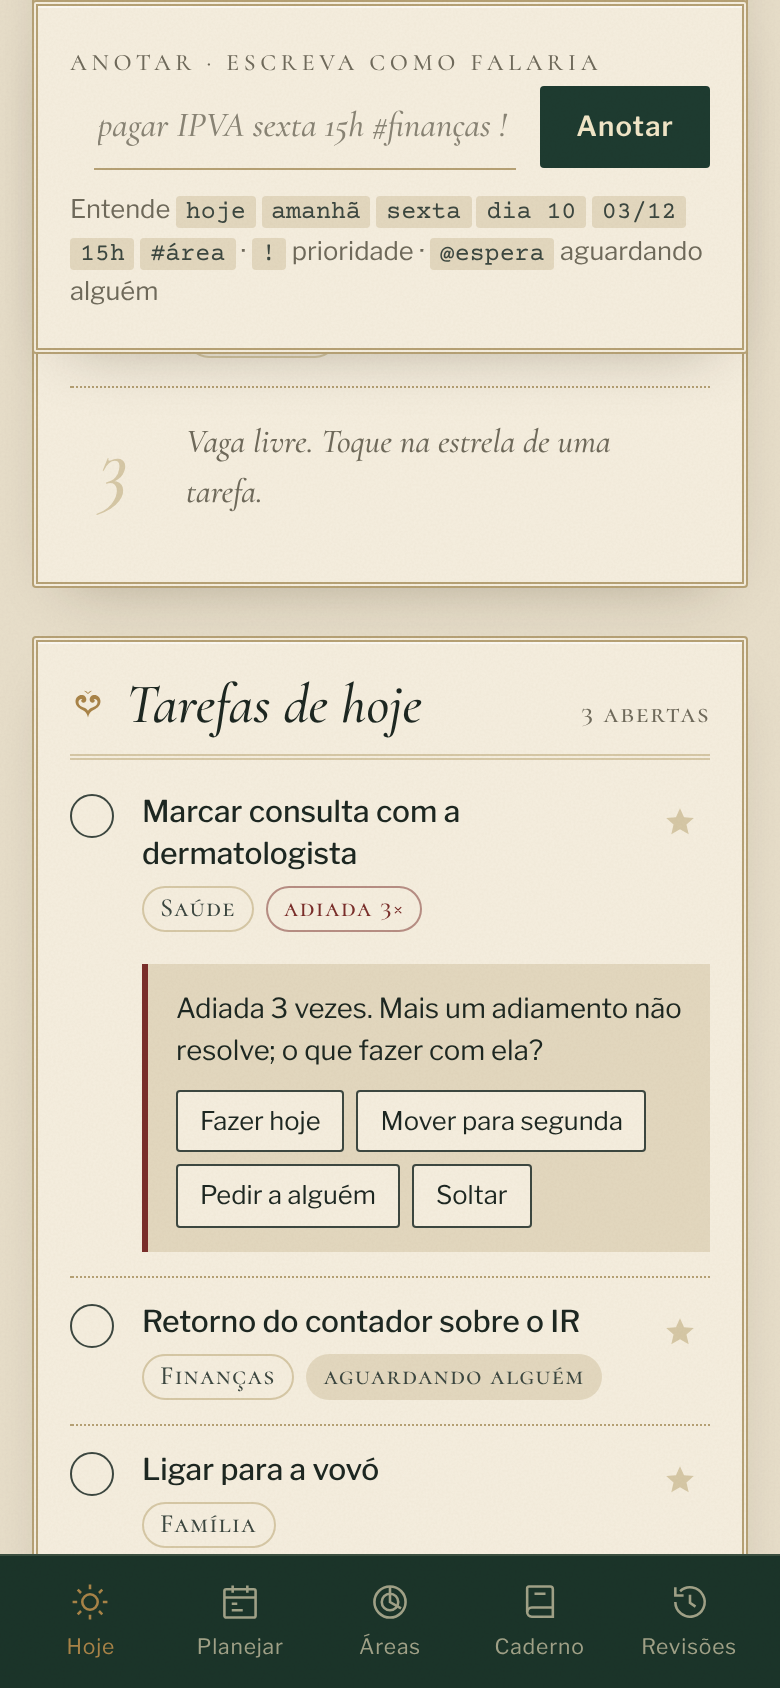 ANOTAR · ESCREVA COMO FALARIA
pagar IPVA sexta 15h #finanças !
Anotar
Entende hoje amanhã sexta dia 10 03/12
15h #área · ! prioridade · @espera aguardando
alguém
3
Vaga livre. Toque na estrela de uma
tarefa.
Tarefas de hoje
3 ABERTAS
Marcar consulta com a
dermatologista
SAÚDE
ADIADA 3×
Adiada 3 vezes. Mais um adiamento não
resolve; o que fazer com ela?
Fazer hoje
Mover para segunda
Pedir a alguém
Soltar
Retorno do contador sobre o IR
FINANÇAS
AGUARDANDO ALGUÉM
Ligar para a vovó
FAMÍLIA
Hoje
Planejar
Áreas
Caderno
Revisões